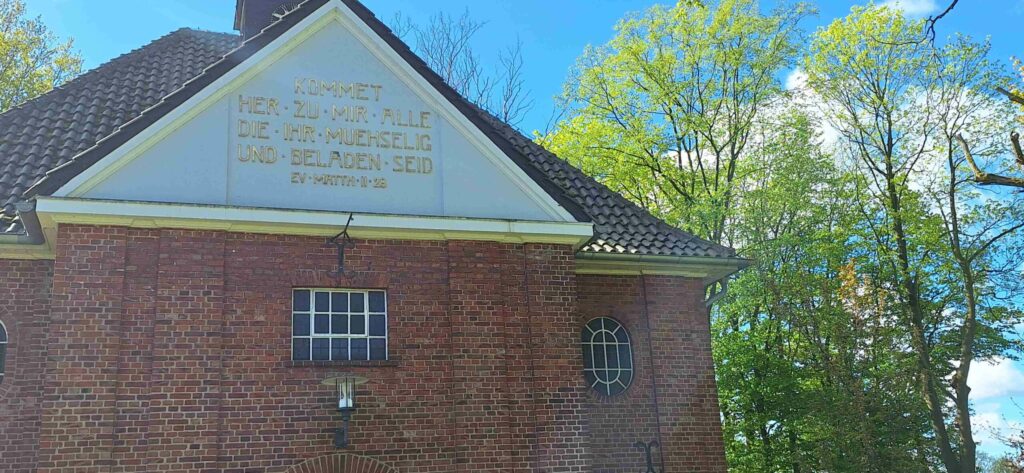 KOMMET
HER · ZU · MIR · ALLE
DIE · IHR · MUEHSELIG
UND · BELADEN · SEID
EV · MATTH · 11 · 28